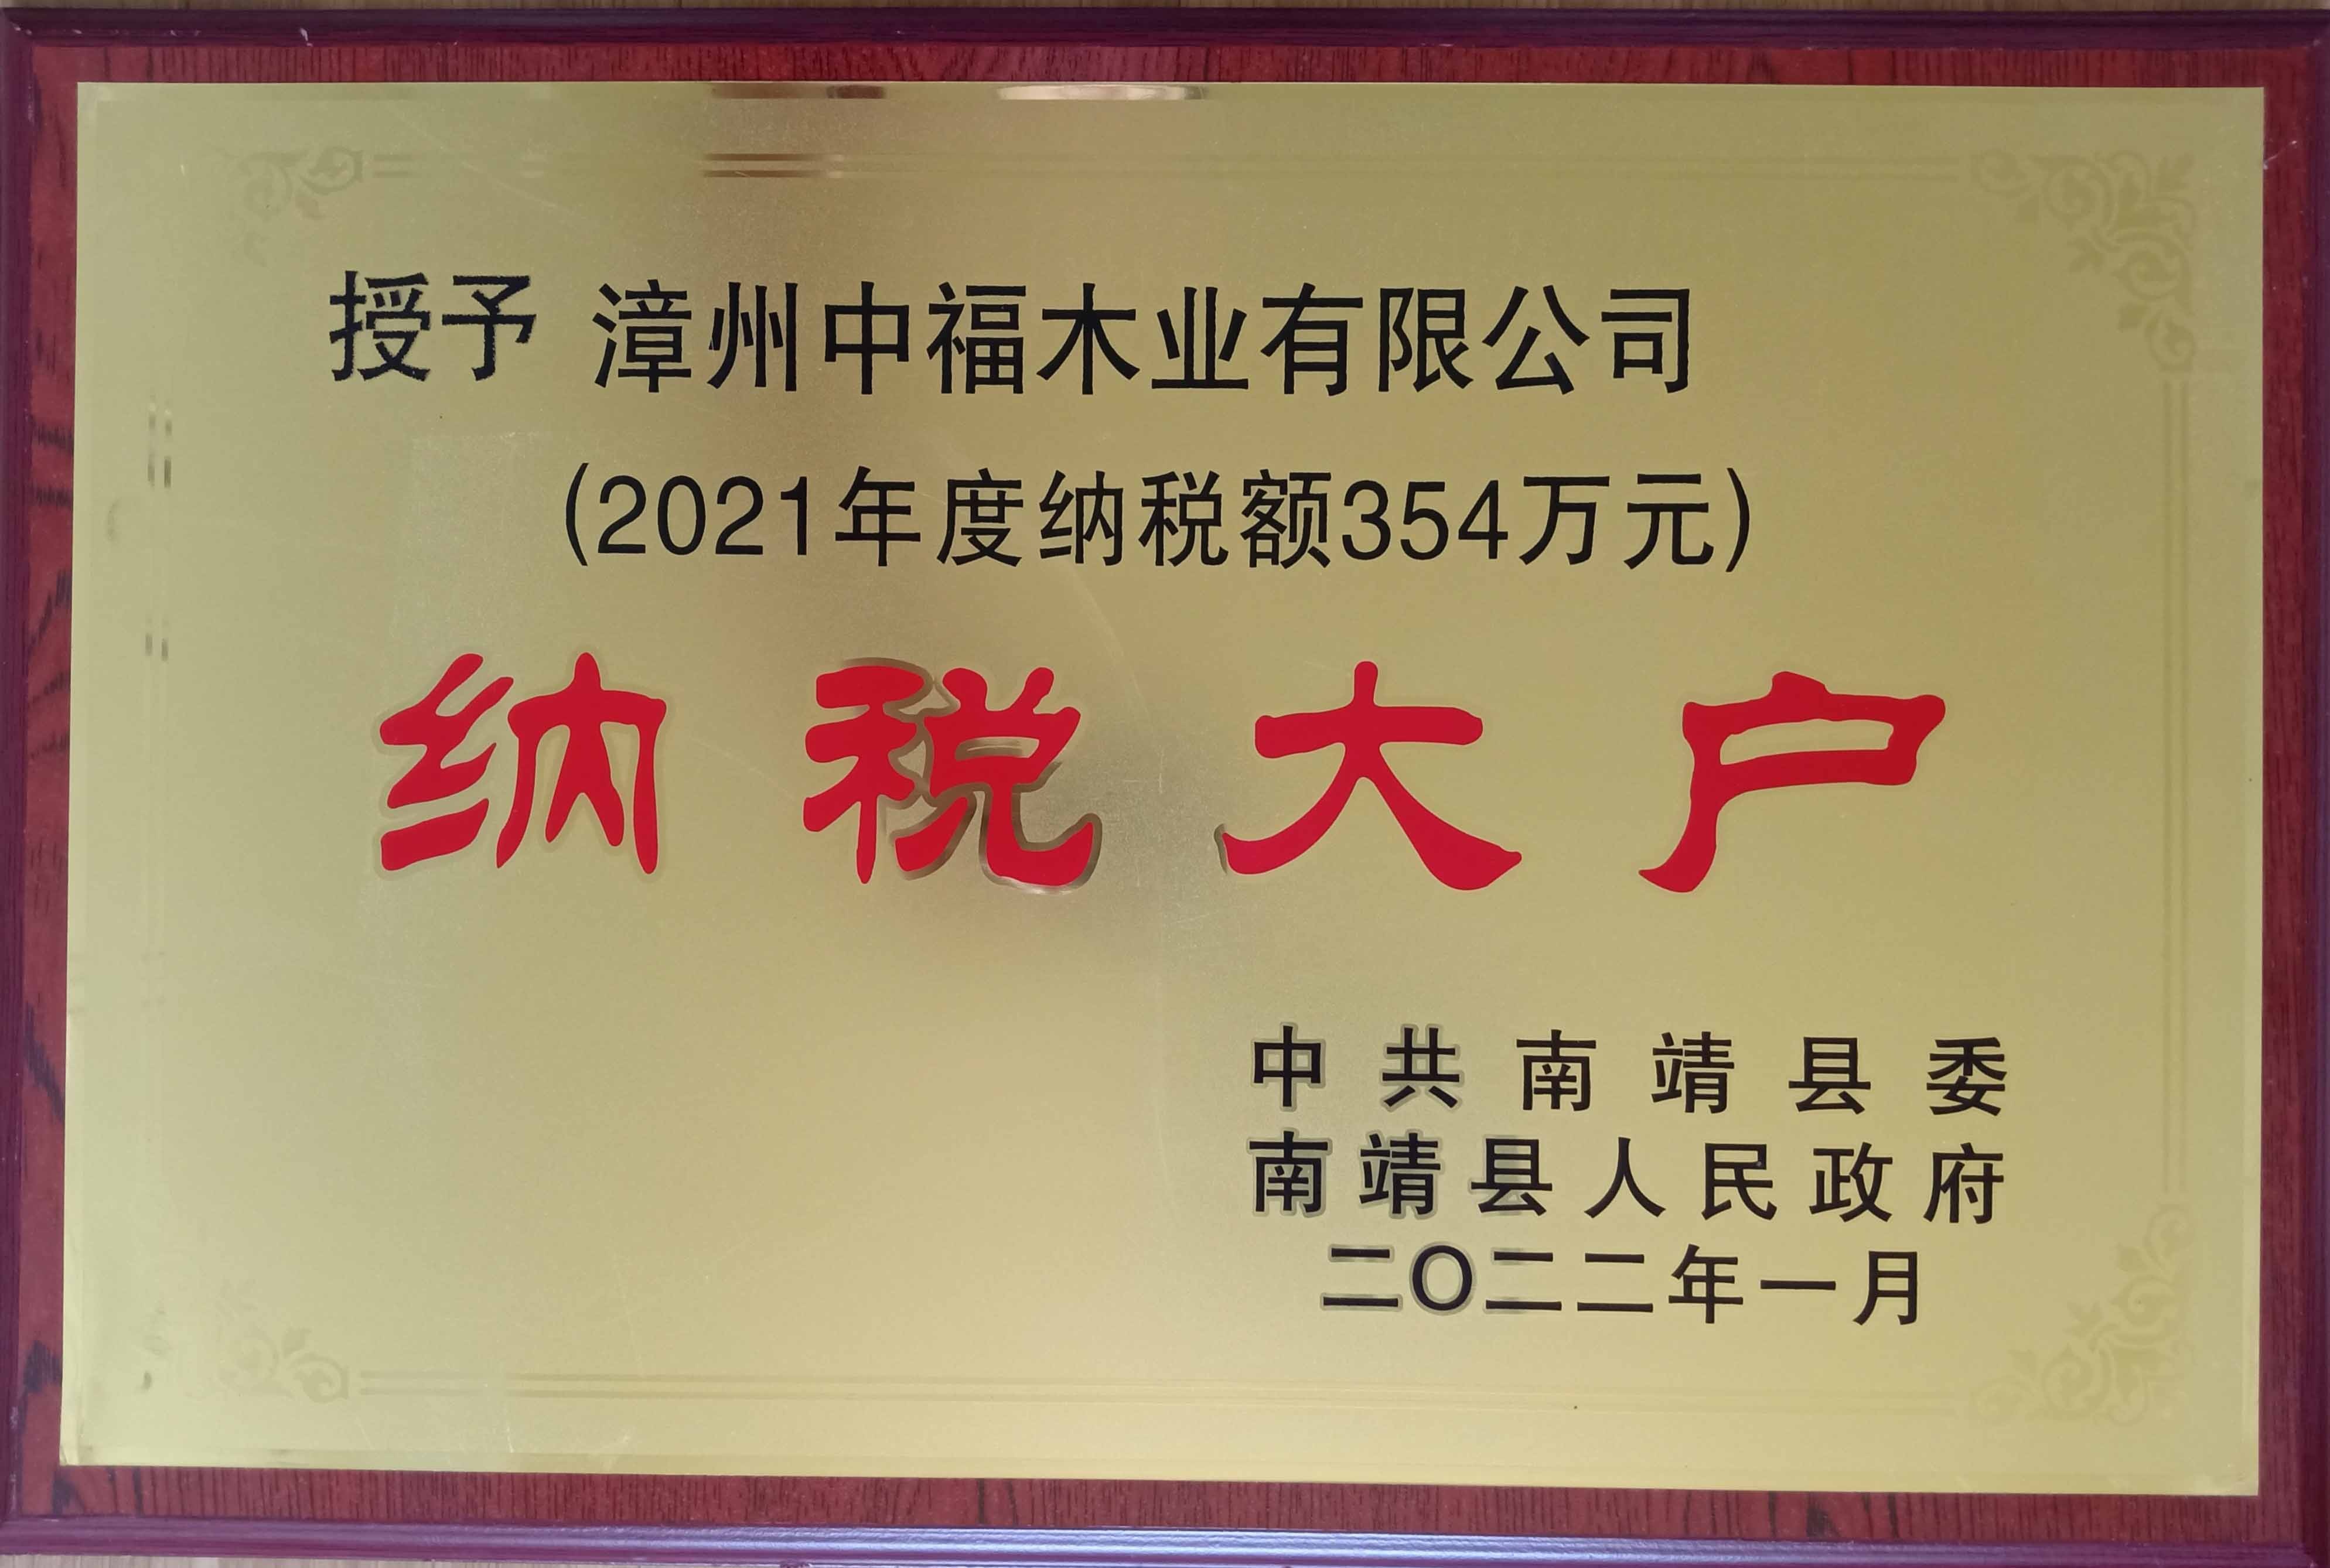 授予 漳州中福木业有限公司
(2021年度纳税额354万元)
纳税大户
中共南靖县委
南靖县人民政府
二〇二二年一月